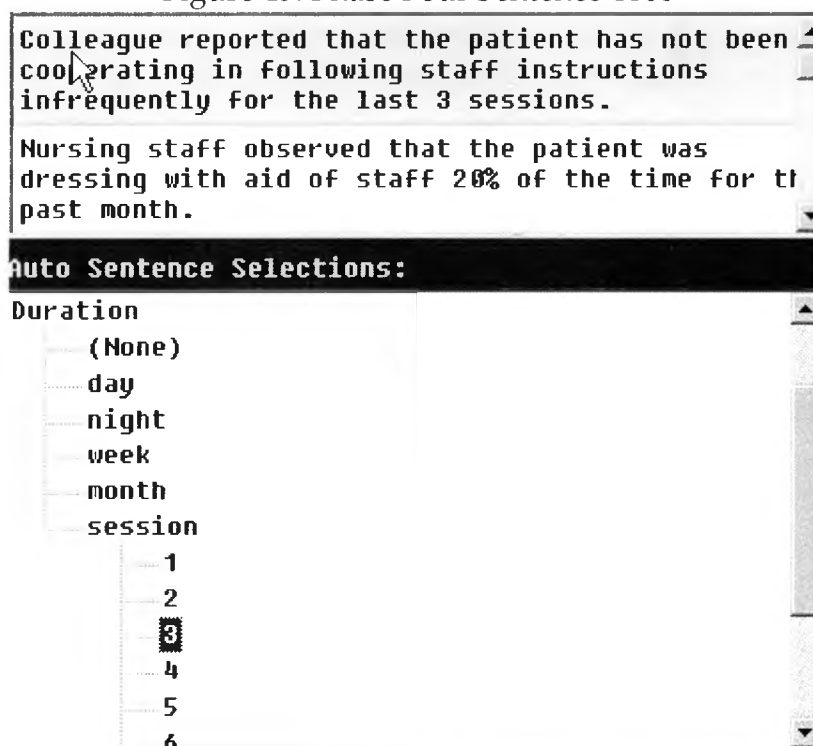 Colleague reported that the patient has not been
cooperating in following staff instructions
infrequently for the last 3 sessions.
Nursing staff observed that the patient was
dressing with aid of staff 20% of the time for th
past month.
Auto Sentence Selections:
Duration
(None)
day
night
week
month
session
1
2
3
4
5
6